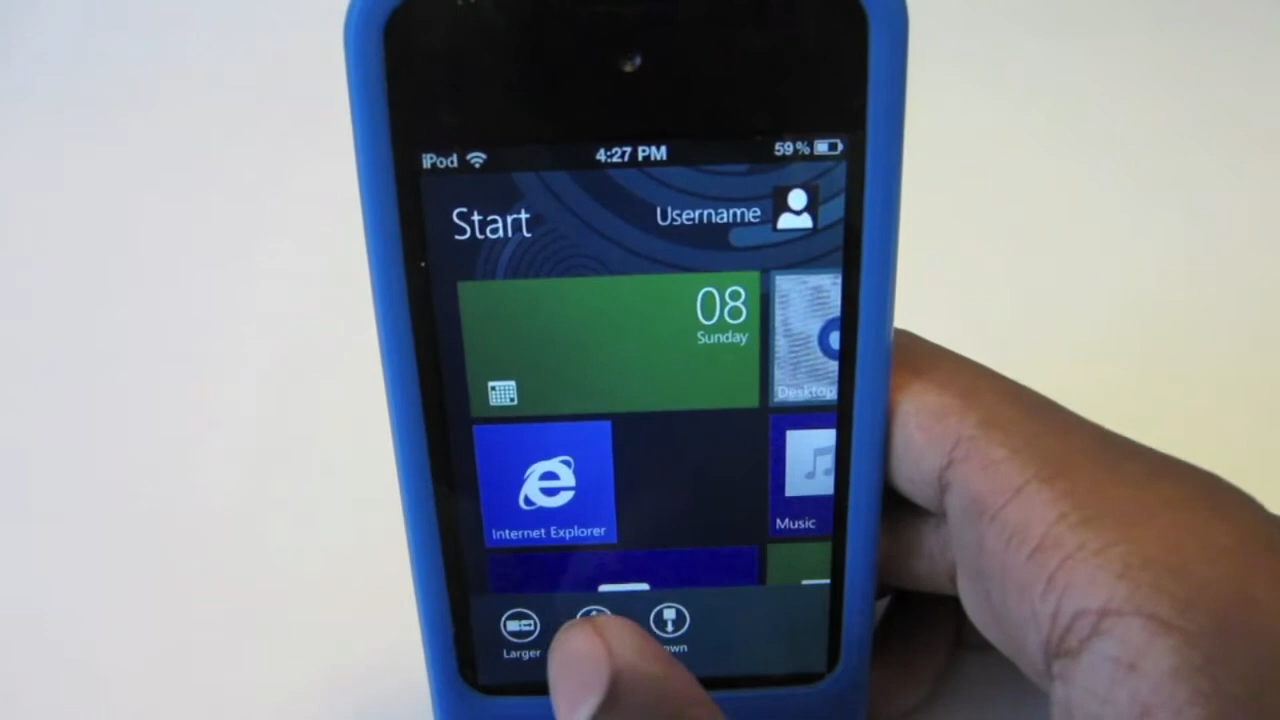 iPod 4:27 PM 59%
Start Username
08
Sunday
Desktop
Internet Explorer
Music
Larger